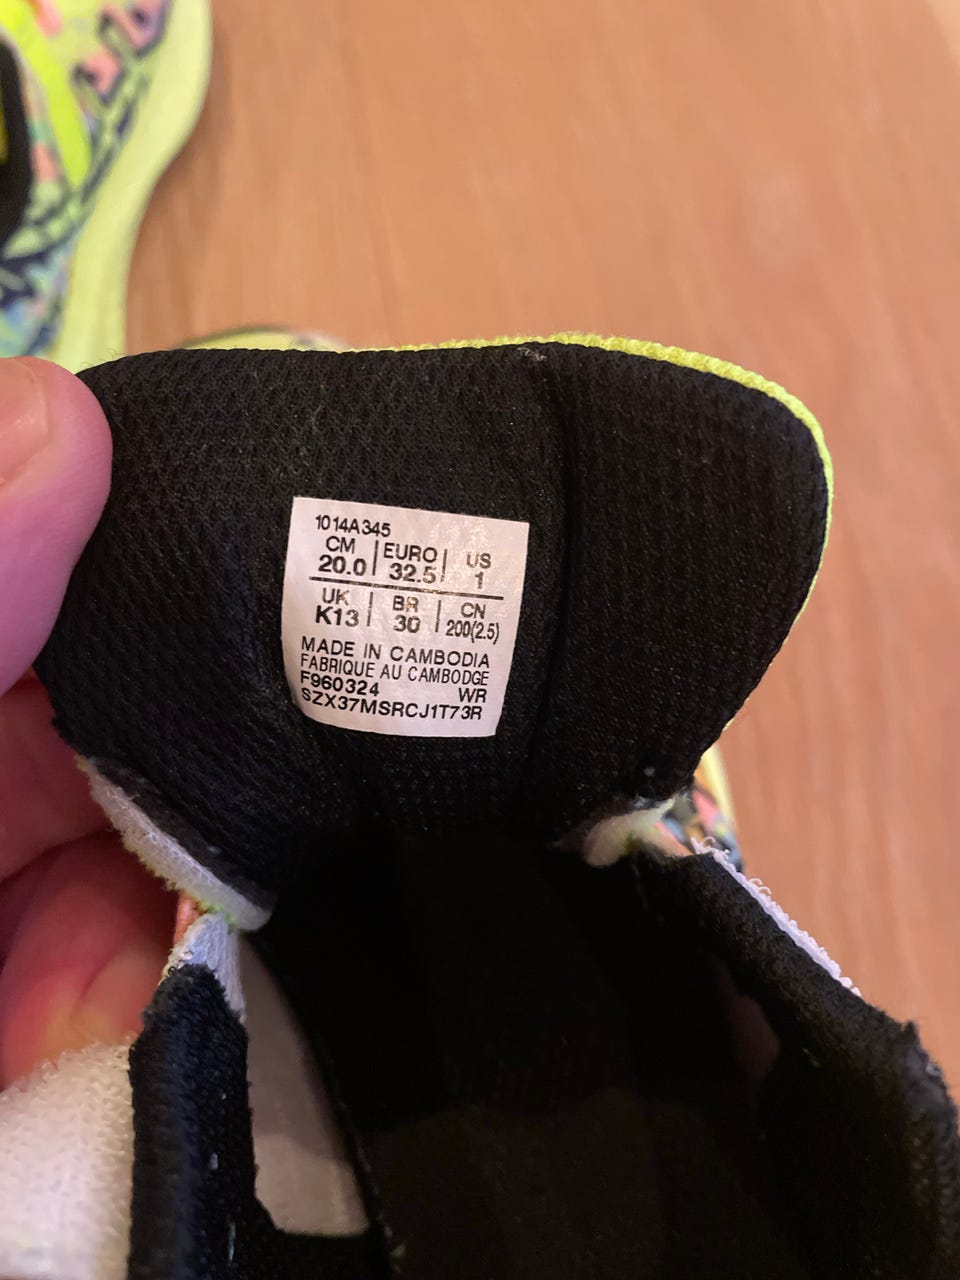 1014A345
CM | EURO | US
20.0 | 32.5 | 1
UK | BR | CN
K13 | 30 | 200(2.5)
MADE IN CAMBODIA
FABRIQUE AU CAMBODGE
F960324 WR
SZX37MSRCJ1T73R